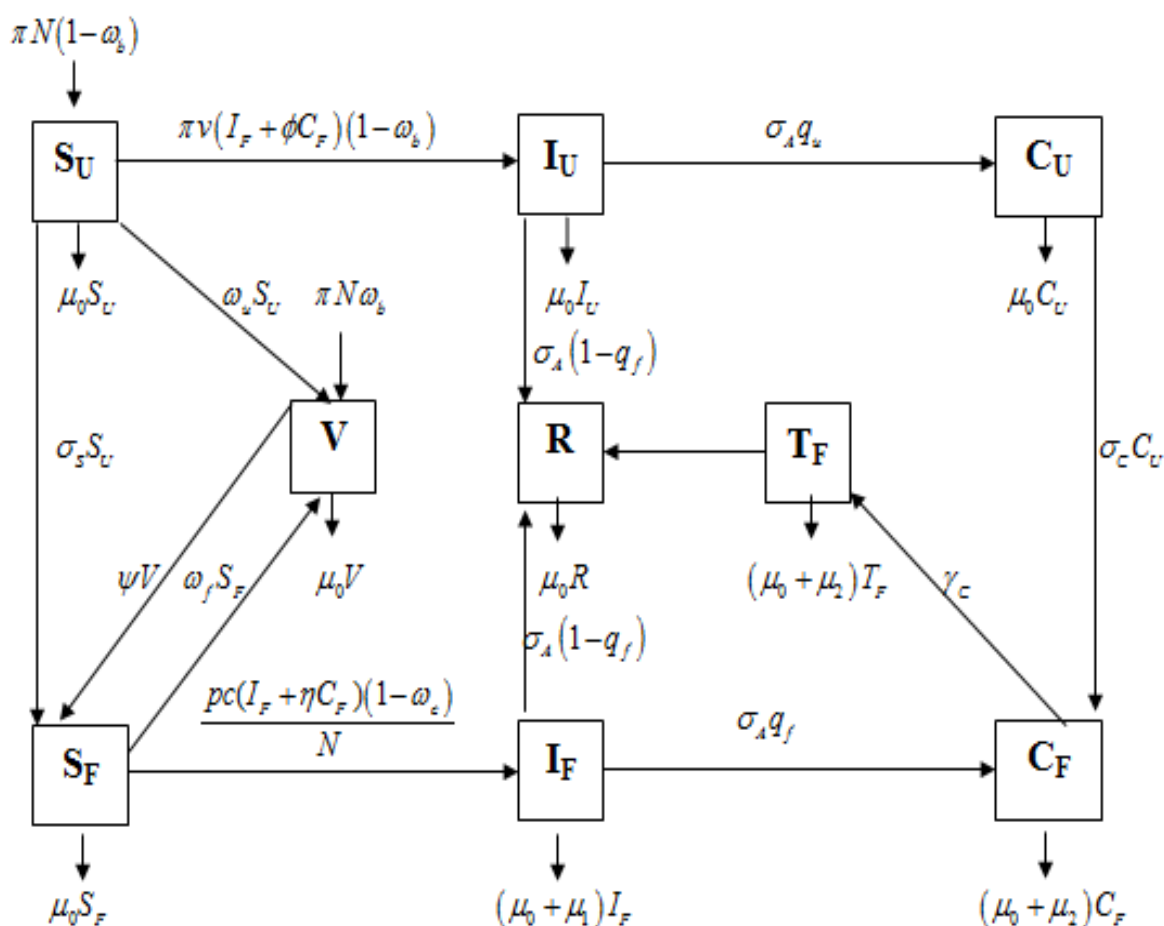 πN(1−ω_b)
πν(I_F+ϕC_F)(1−ω_b)
σ_A q_u
S_U
I_U
C_U
μ_0 S_U
ω_u S_U
πNω_b
μ_0 I_U
μ_0 C_U
σ_A(1−q_f)
σ_S S_U
V
R
T_F
σ_C C_U
ψV
ω_f S_F
μ_0 V
μ_0 R
(μ_0+μ_2)T_F
γ_C
σ_A(1−q_f)
pc(I_F+ηC_F)(1−ω_c)
N
σ_A q_f
S_F
I_F
C_F
μ_0 S_F
(μ_0+μ_1)I_F
(μ_0+μ_2)C_F